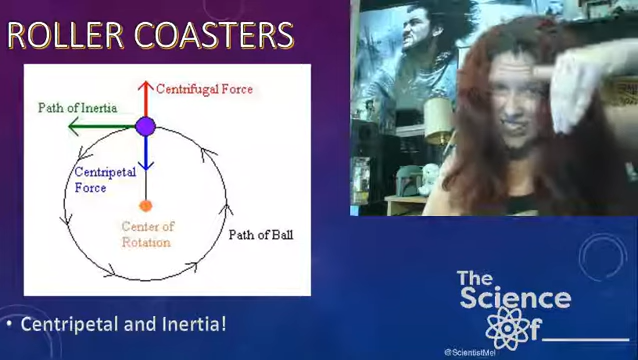 ROLLER COASTERS
Centrifugal Force
Path of Inertia
Centripetal
Force
Center of
Rotation
Path of Ball
• Centripetal and Inertia!
The
Science
Of
@ScientistMel